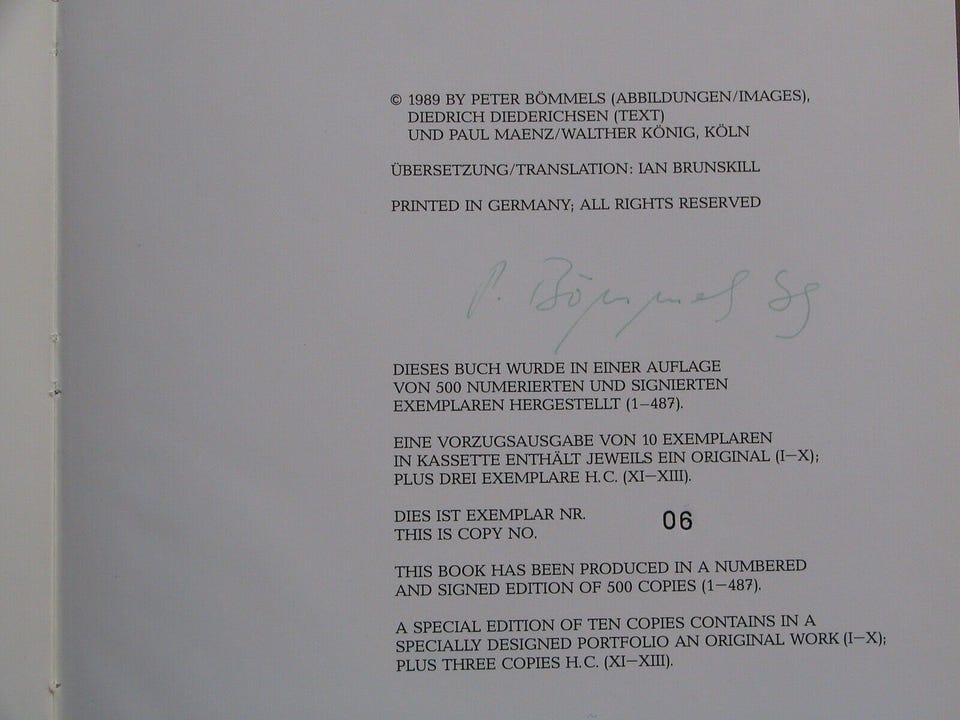 © 1989 BY PETER BÖMMELS (ABBILDUNGEN/IMAGES),
DIEDRICH DIEDERICHSEN (TEXT)
UND PAUL MAENZ/WALTHER KÖNIG, KÖLN
ÜBERSETZUNG/TRANSLATION: IAN BRUNSKILL
PRINTED IN GERMANY; ALL RIGHTS RESERVED
P. Bömmels 89
DIESES BUCH WURDE IN EINER AUFLAGE
VON 500 NUMERIERTEN UND SIGNIERTEN
EXEMPLAREN HERGESTELLT (1–487).
EINE VORZUGSAUSGABE VON 10 EXEMPLAREN
IN KASSETTE ENTHÄLT JEWEILS EIN ORIGINAL (I–X);
PLUS DREI EXEMPLARE H.C. (XI–XIII).
DIES IST EXEMPLAR NR. 06
THIS IS COPY NO.
THIS BOOK HAS BEEN PRODUCED IN A NUMBERED
AND SIGNED EDITION OF 500 COPIES (1–487).
A SPECIAL EDITION OF TEN COPIES CONTAINS IN A
SPECIALLY DESIGNED PORTFOLIO AN ORIGINAL WORK (I–X);
PLUS THREE COPIES H.C. (XI–XIII).